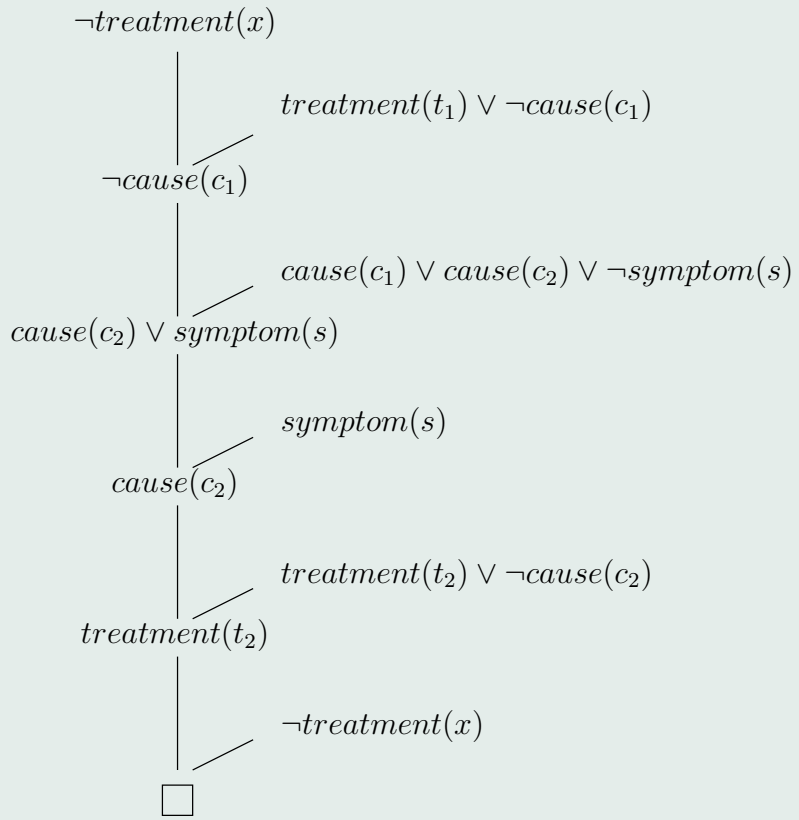 ¬treatment(x)
treatment(t₁) ∨ ¬cause(c₁)
¬cause(c₁)
cause(c₁) ∨ cause(c₂) ∨ ¬symptom(s)
cause(c₂) ∨ symptom(s)
symptom(s)
cause(c₂)
treatment(t₂) ∨ ¬cause(c₂)
treatment(t₂)
¬treatment(x)
□